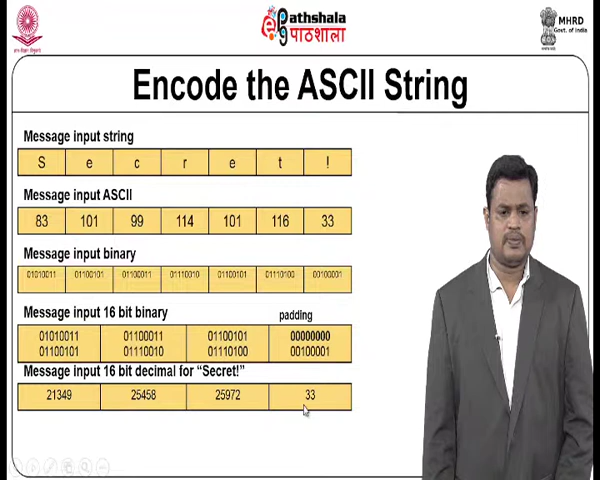 Pathshala
पाठशाला
MHRD
Govt. of India
Encode the ASCII String
Message input string
S e c r e t !
Message input ASCII
83 101 99 114 101 116 33
Message input binary
01010011 01100101 01100011 01110010 01100101 01110100 00100001
Message input 16 bit binary padding
01010011 01100011 01100101 00000000
01100101 01110010 01110100 00100001
Message input 16 bit decimal for "Secret!"
21349 25458 25972 33